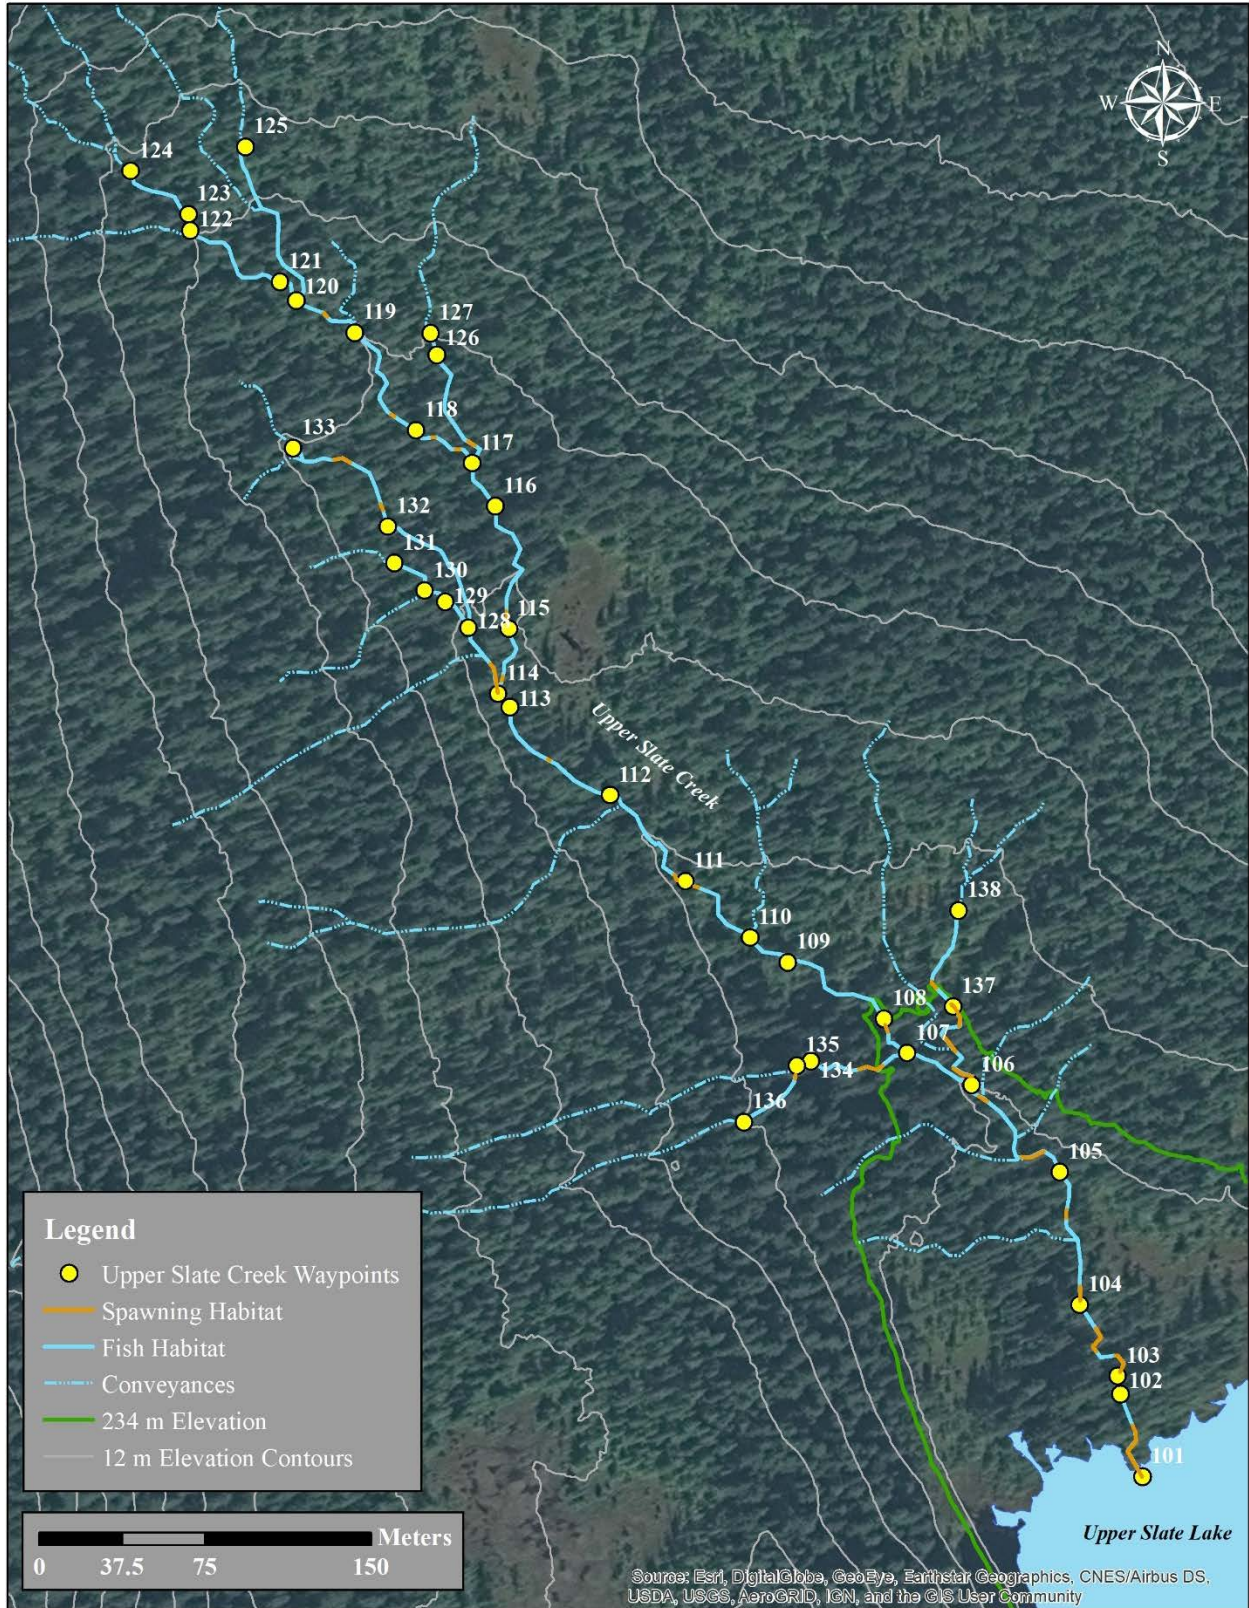 N
W E
S
125
124
123
122
121
120
119
127
126
118
133
117
116
132
131
130
129
128
115
114
113
Upper Slate Creek
112
111
138
110
109
137
108
107
135
134
106
136
105
104
103
102
101
Upper Slate Lake
Legend
Upper Slate Creek Waypoints
Spawning Habitat
Fish Habitat
Conveyances
234 m Elevation
12 m Elevation Contours
Meters
0 37.5 75 150
Source: Esri, DigitalGlobe, GeoEye, Earthstar Geographics, CNES/Airbus DS,
USDA, USGS, AeroGRID, IGN, and the GIS User Community